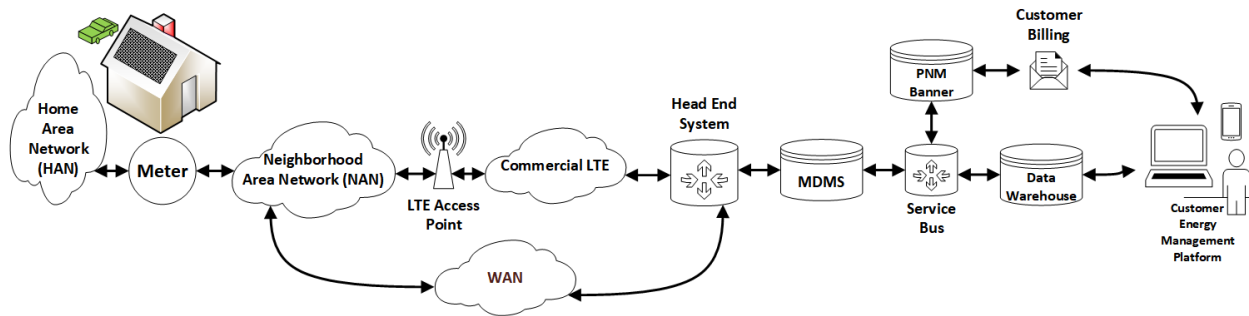 Home
Area
Network
(HAN)
Meter
Neighborhood
Area Network (NAN)
LTE Access
Point
Commercial LTE
WAN
Head End
System
MDMS
Service
Bus
PNM
Banner
Customer
Billing
Data
Warehouse
Customer
Energy
Management
Platform